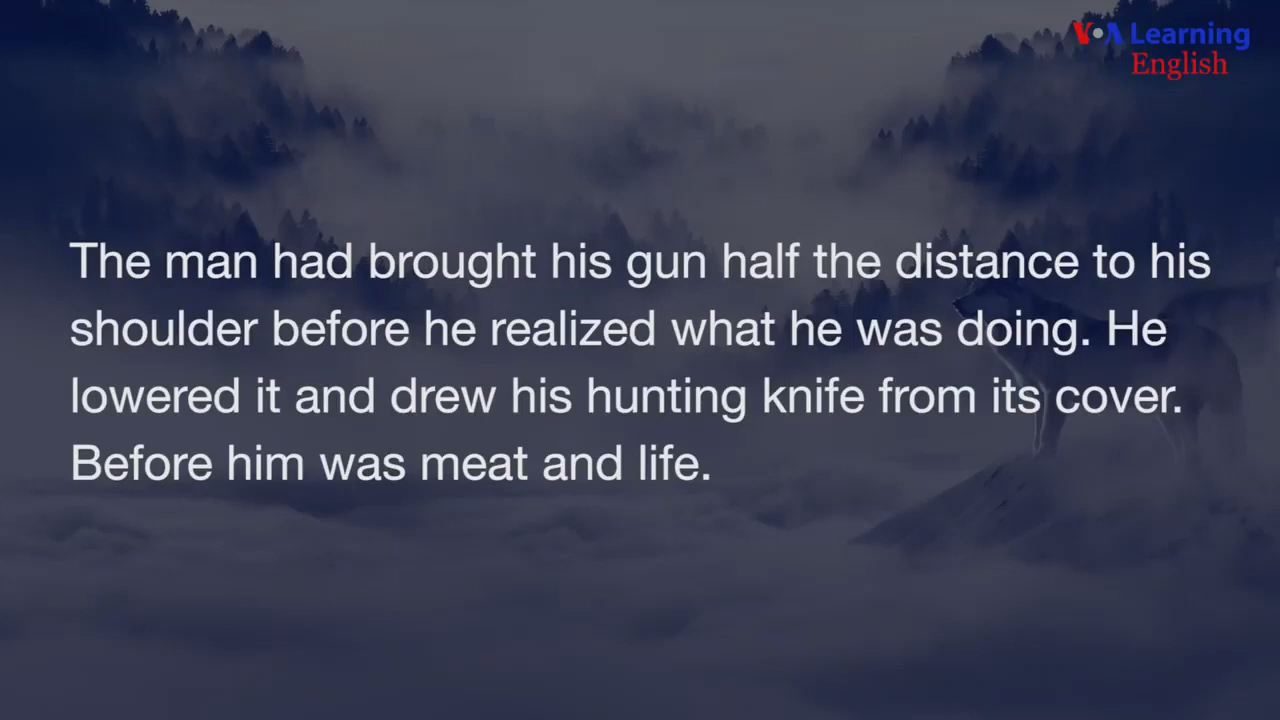 VOA Learning
English
The man had brought his gun half the distance to his
shoulder before he realized what he was doing. He
lowered it and drew his hunting knife from its cover.
Before him was meat and life.